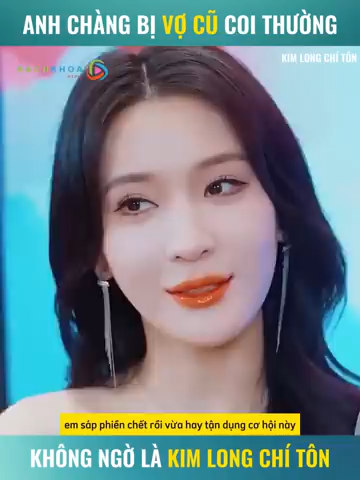 ANH CHÀNG BỊ VỢ CŨ COI THƯỜNG
KIM LONG CHÍ TÔN
em sáp phiền chết rồi vừa hay tận dụng cơ hội này
KHÔNG NGỜ LÀ KIM LONG CHÍ TÔN